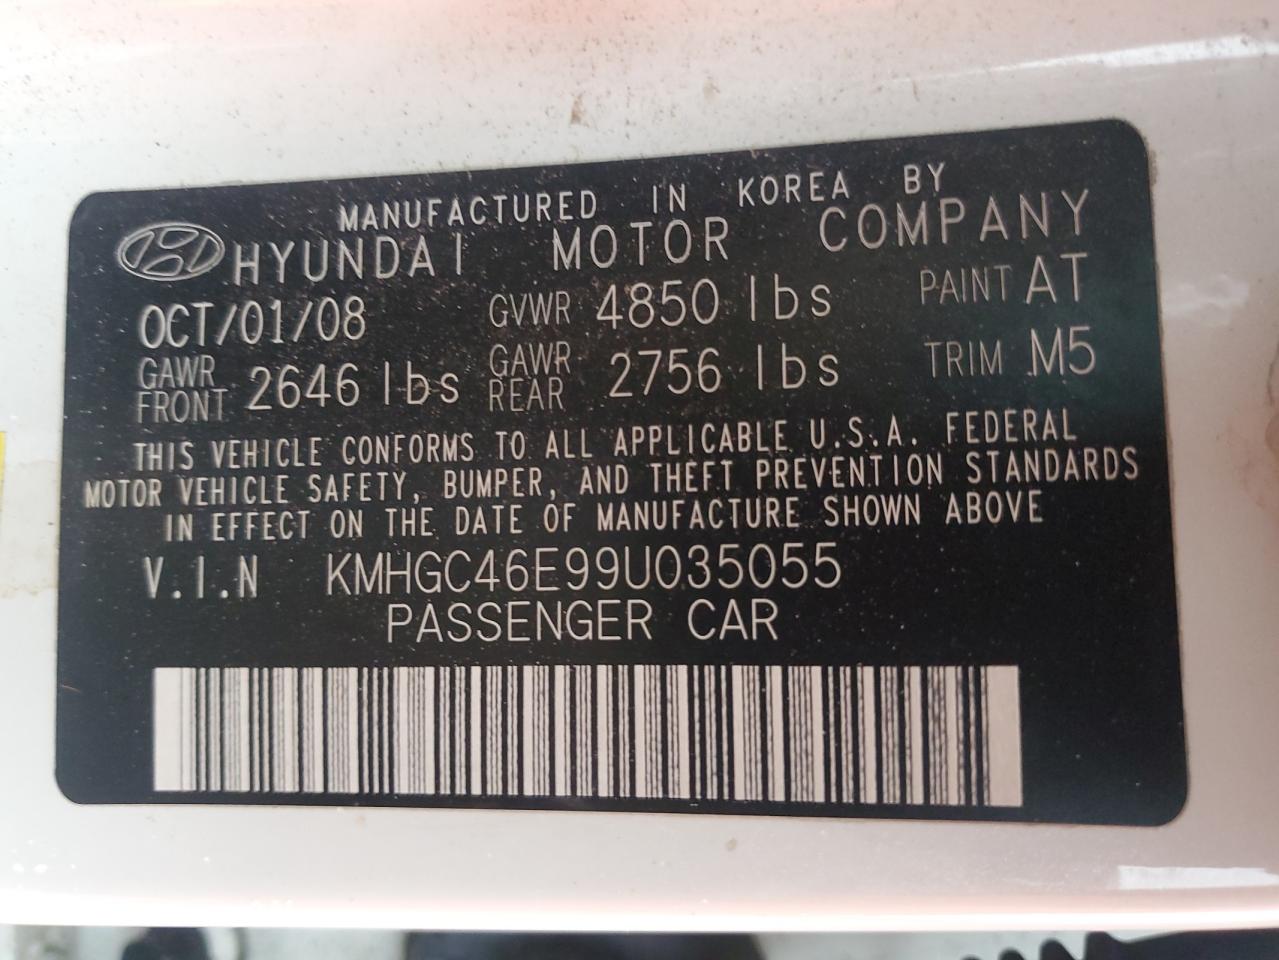 MANUFACTURED IN KOREA BY
HYUNDAI MOTOR COMPANY
OCT/01/08 GVWR 4850 lbs PAINT AT
GAWR FRONT 2646 lbs GAWR REAR 2756 lbs TRIM M5
THIS VEHICLE CONFORMS TO ALL APPLICABLE U.S.A. FEDERAL
MOTOR VEHICLE SAFETY, BUMPER, AND THEFT PREVENTION STANDARDS
IN EFFECT ON THE DATE OF MANUFACTURE SHOWN ABOVE
V.I.N KMHGC46E99U035055
PASSENGER CAR